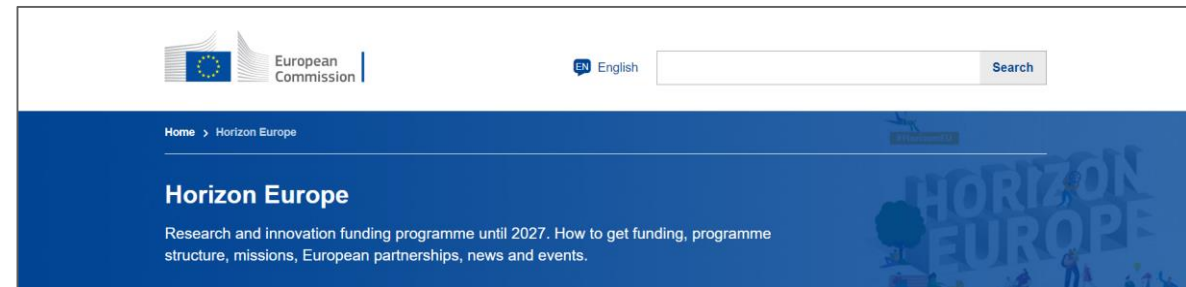 European
Commission
EN English
Search
Home > Horizon Europe
Horizon Europe
Research and innovation funding programme until 2027. How to get funding, programme
structure, missions, European partnerships, news and events.
HORIZON
EUROPE